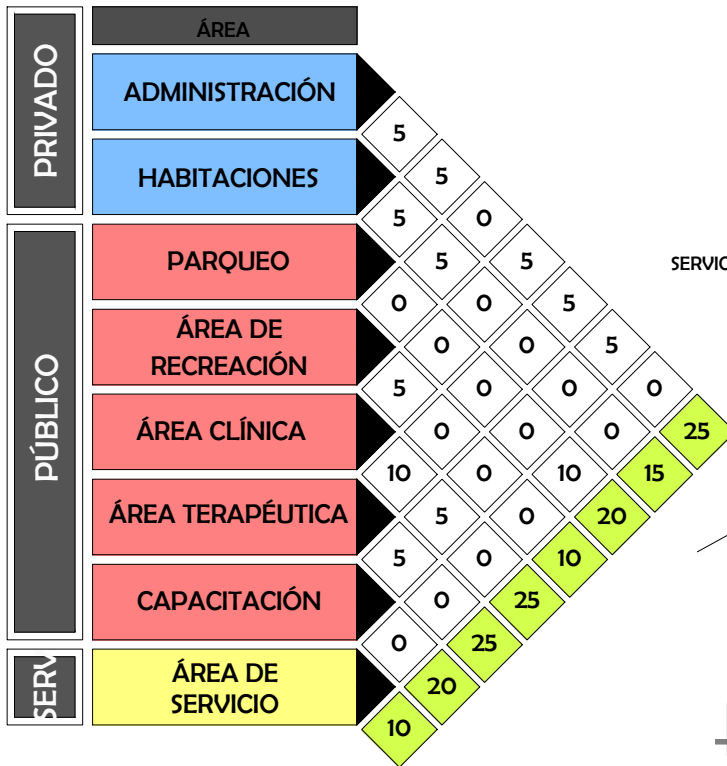 ÁREA
PRIVADO
ADMINISTRACIÓN
5
HABITACIONES
5
5 0
PARQUEO
5 5
SERVIC
0 0 5
ÁREA DE
RECREACIÓN
0 0 5
5 0 0 0
PÚBLICO
ÁREA CLÍNICA
0 0 0 25
10 0 10 15
ÁREA TERAPÉUTICA
5 0 20
5 0 10
CAPACITACIÓN
0 25
0 25
SERV
ÁREA DE
SERVICIO
20
10